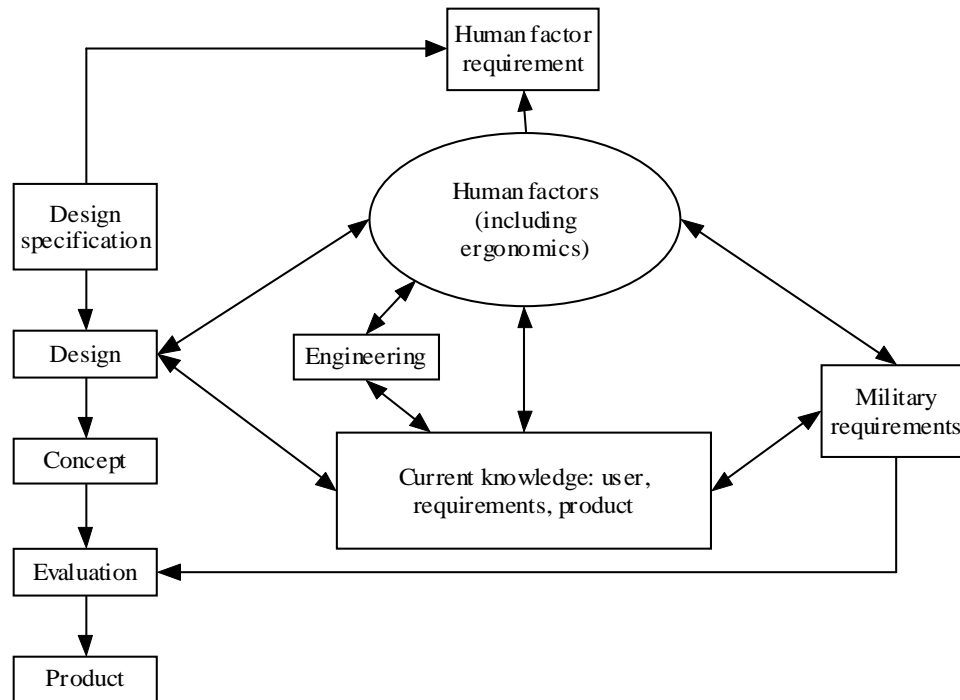 Human factor
requirement
Human factors
(including
ergonomics)
Design
specification
Design
Engineering
Military
requirements
Concept
Current knowledge: user,
requirements, product
Evaluation
Product